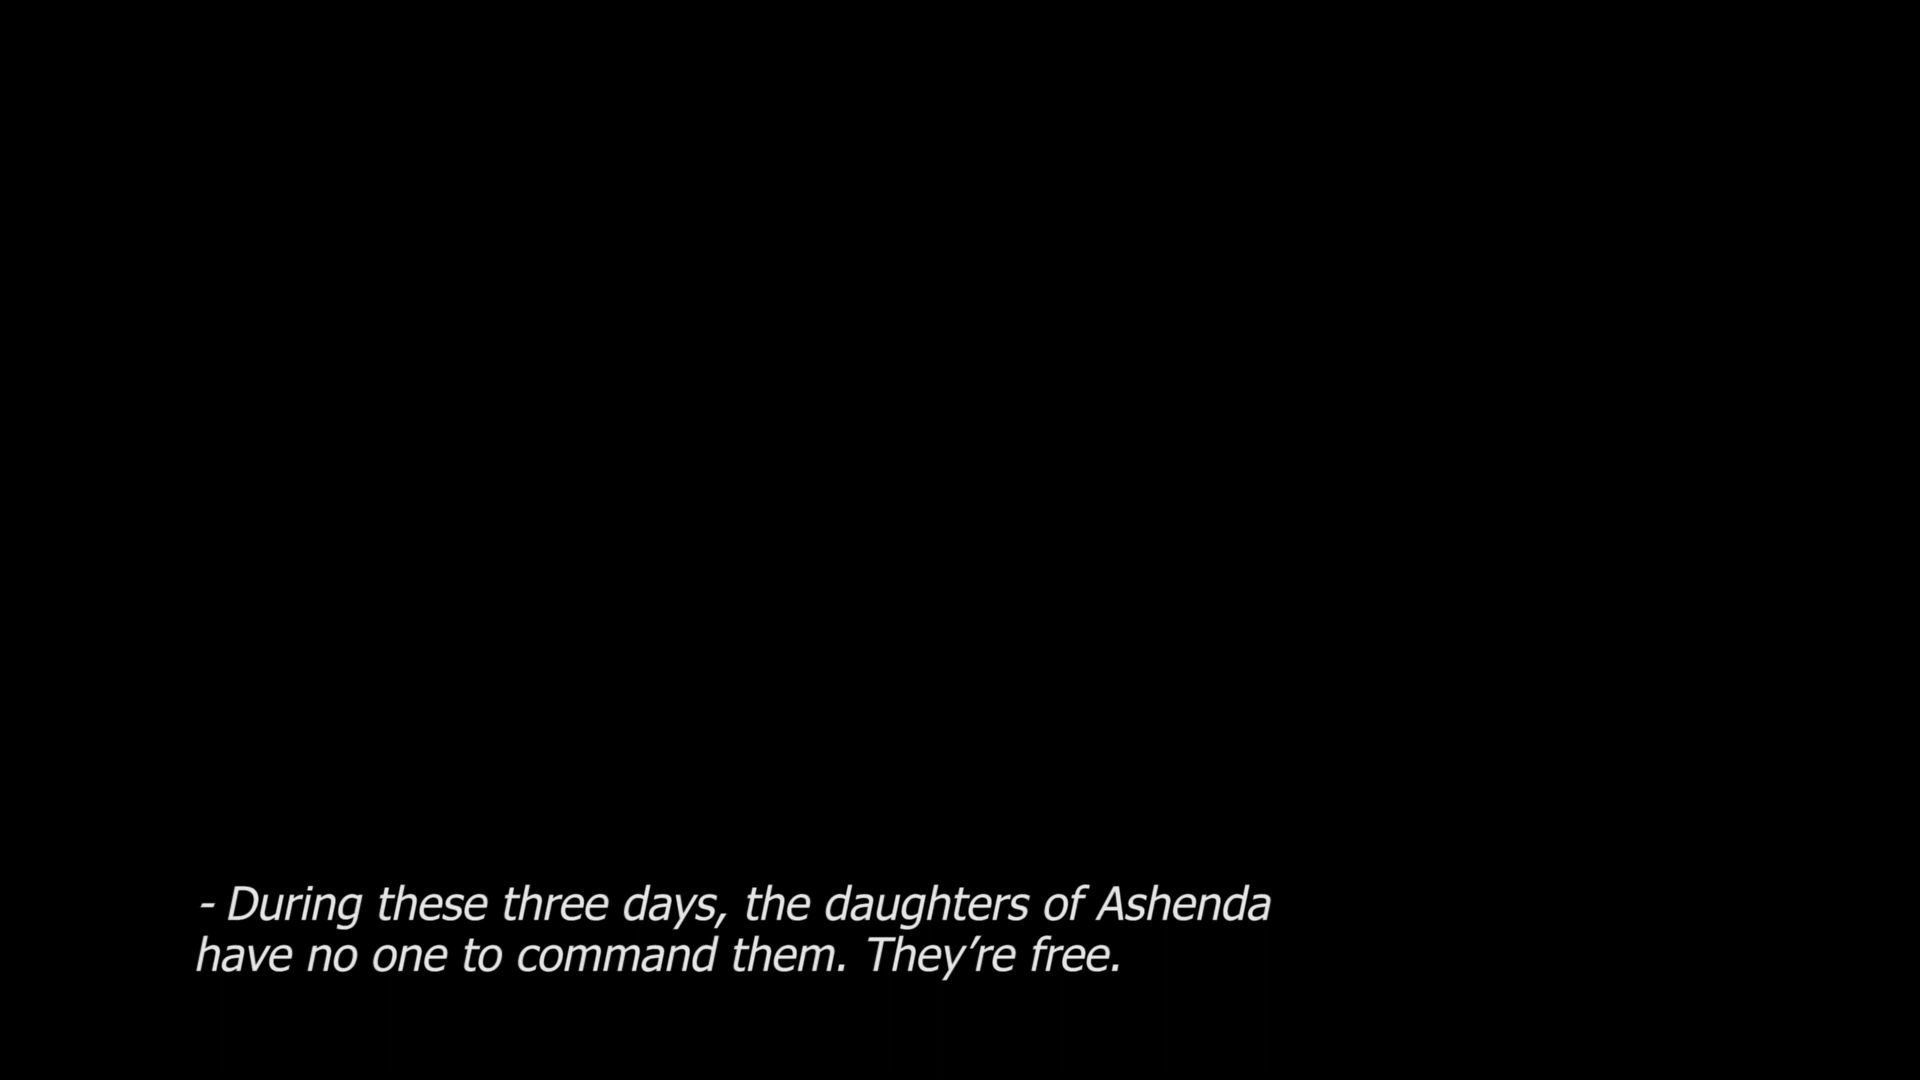 - During these three days, the daughters of Ashenda
have no one to command them. They’re free.